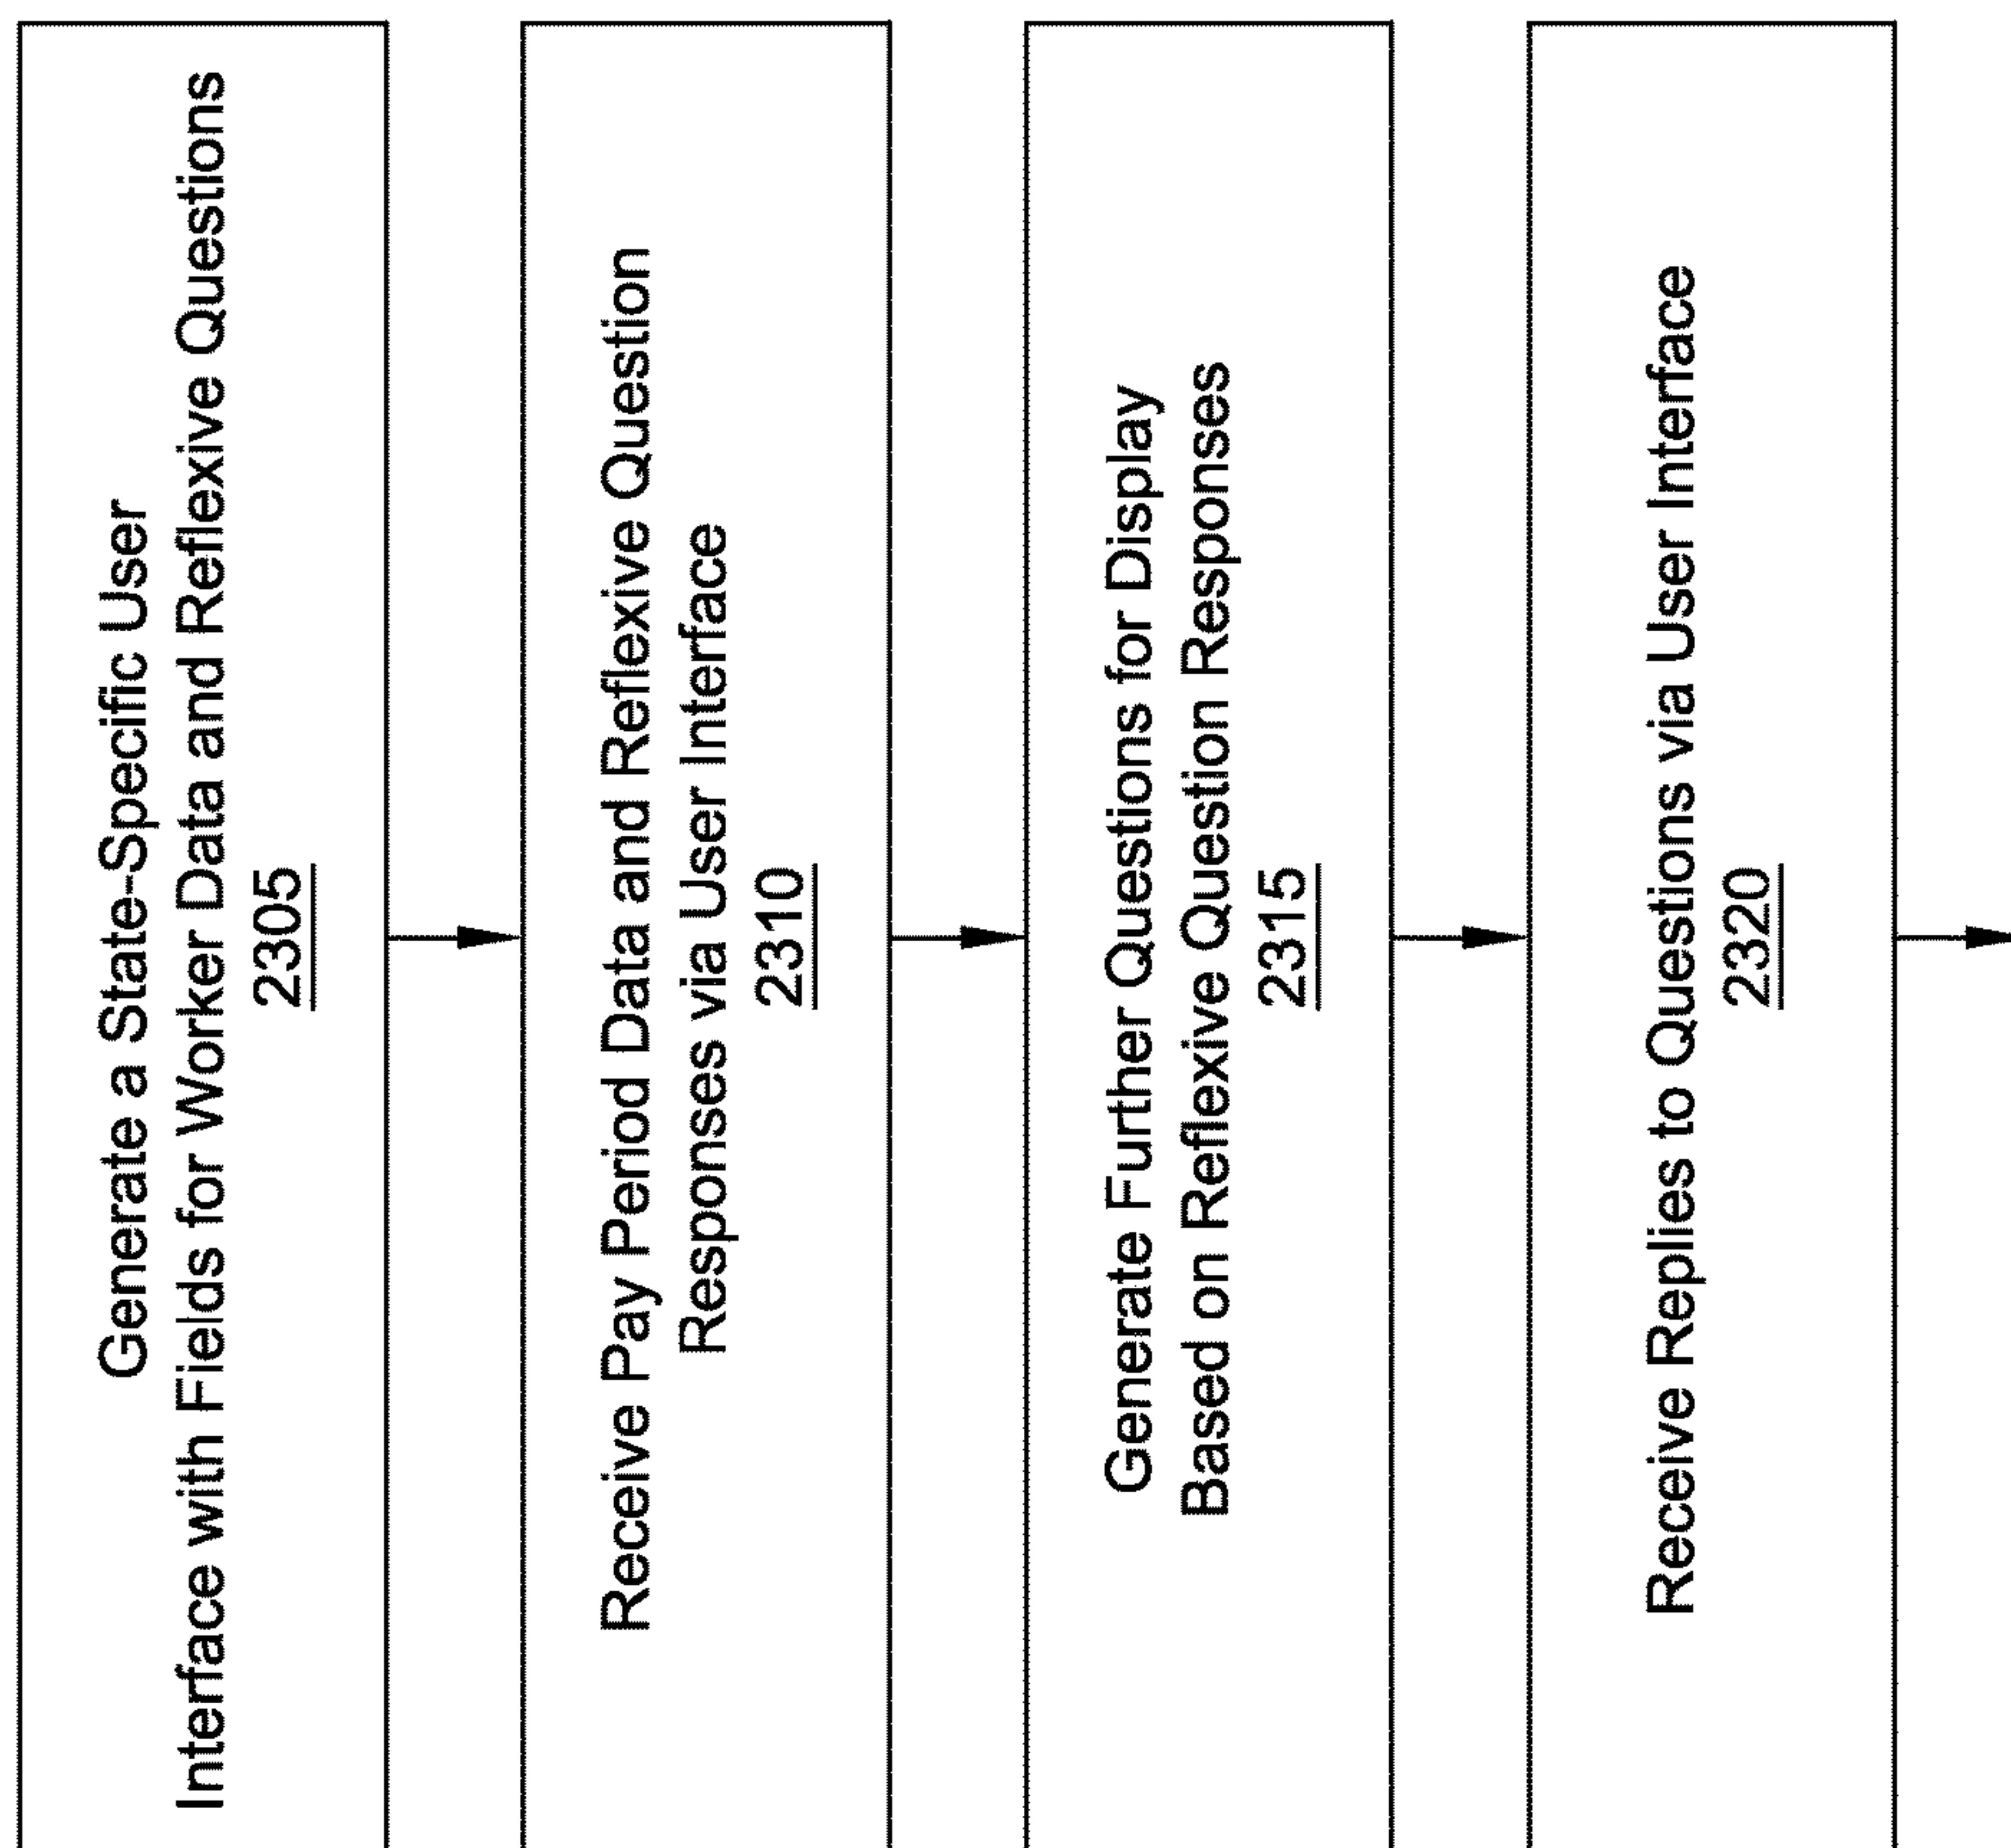 Generate a State-Specific User
Interface with Fields for Worker Data and Reflexive Questions
2305
Receive Pay Period Data and Reflexive Question
Responses via User Interface
2310
Generate Further Questions for Display
Based on Reflexive Question Responses
2315
Receive Replies to Questions via User Interface
2320